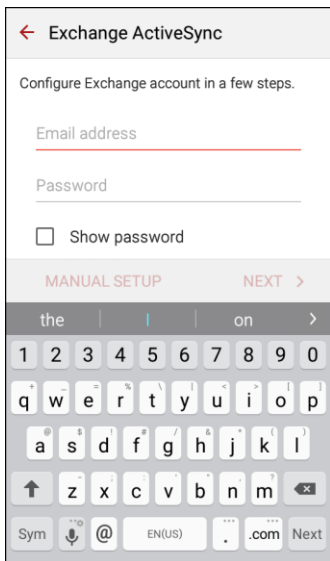 Exchange ActiveSync
Configure Exchange account in a few steps.
Email address
Password
Show password
MANUAL SETUP NEXT >
the I on >
1 2 3 4 5 6 7 8 9 0
q w e r t y u i o p
a s d f g h j k l
z x c v b n m
Sym @ EN(US) . .com Next